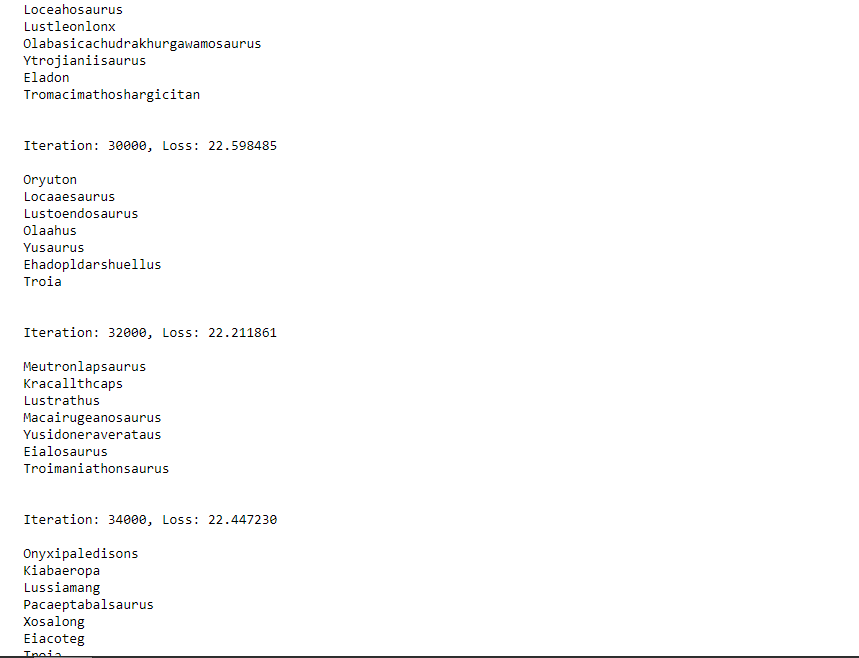 Loceahosaurus
Lustleonlonx
Olabasicachudrakhurgawamosaurus
Ytrojianiisaurus
Eladon
Tromacimathoshargicitan
Iteration: 30000, Loss: 22.598485
Oryuton
Locaaesaurus
Lustoendosaurus
Olaahus
Yusaurus
Ehadopldarshuellus
Troia
Iteration: 32000, Loss: 22.211861
Meutronlapsaurus
Kracallthcaps
Lustrathus
Macairugeanosaurus
Yusidoneraverataus
Eialosaurus
Troimaniathonsaurus
Iteration: 34000, Loss: 22.447230
Onyxipaledisons
Kiabaeropa
Lussiamang
Pacaeptabalsaurus
Xosalong
Eiacoteg
Troia